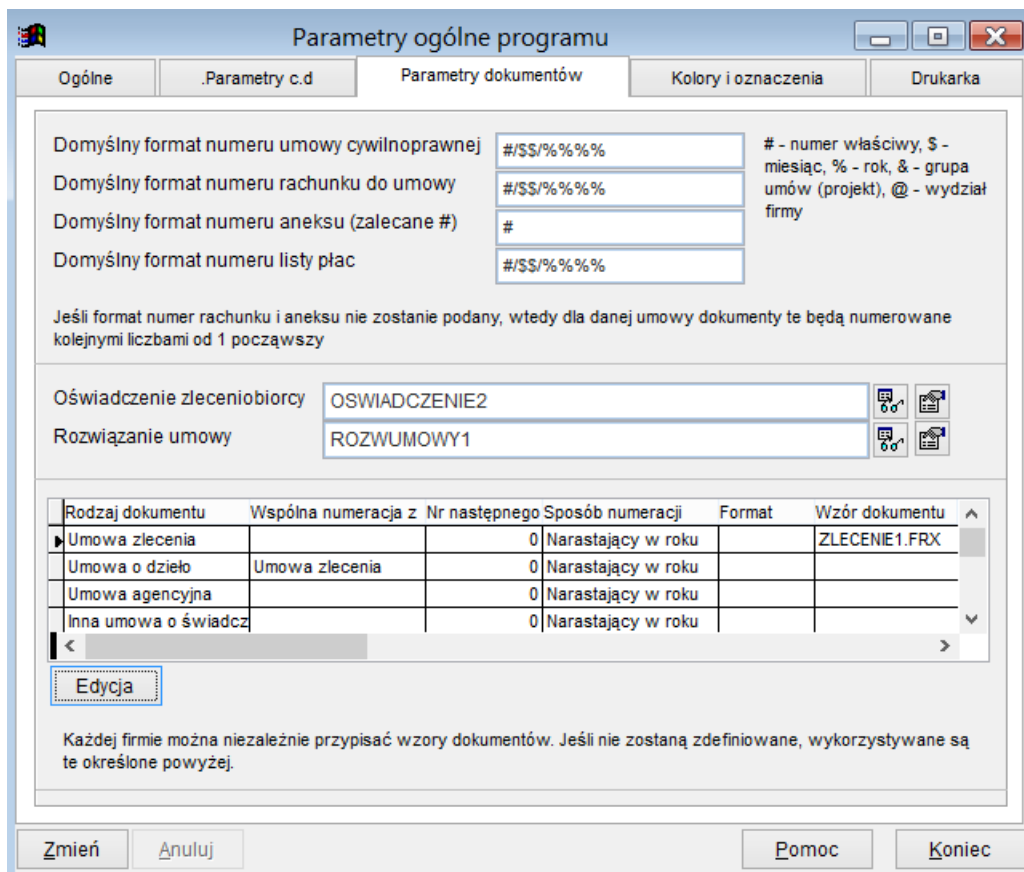 Parametry ogólne programu
Ogólne .Parametry c.d Parametry dokumentów Kolory i oznaczenia Drukarka
Domyślny format numeru umowy cywilnoprawnej #/$$/%%%%
Domyślny format numeru rachunku do umowy #/$$/%%%%
Domyślny format numeru aneksu (zalecane #) #
Domyślny format numeru listy płac #/$$/%%%%
# - numer właściwy, $ -
miesiąc, % - rok, & - grupa
umów (projekt), @ - wydział
firmy
Jeśli format numer rachunku i aneksu nie zostanie podany, wtedy dla danej umowy dokumenty te będą numerowane
kolejnymi liczbami od 1 począwszy
Oświadczenie zleceniobiorcy OSWIADCZENIE2
Rozwiązanie umowy ROZWUMOWY1
Rodzaj dokumentu Wspólna numeracja z Nr następnego Sposób numeracji Format Wzór dokumentu
Umowa zlecenia 0 Narastający w roku ZLECENIE1.FRX
Umowa o dzieło Umowa zlecenia 0 Narastający w roku
Umowa agencyjna 0 Narastający w roku
Inna umowa o świadcz 0 Narastający w roku
Edycja
Każdej firmie można niezależnie przypisać wzory dokumentów. Jeśli nie zostaną zdefiniowane, wykorzystywane są
te określone powyżej.
Zmień Anuluj Pomoc Koniec